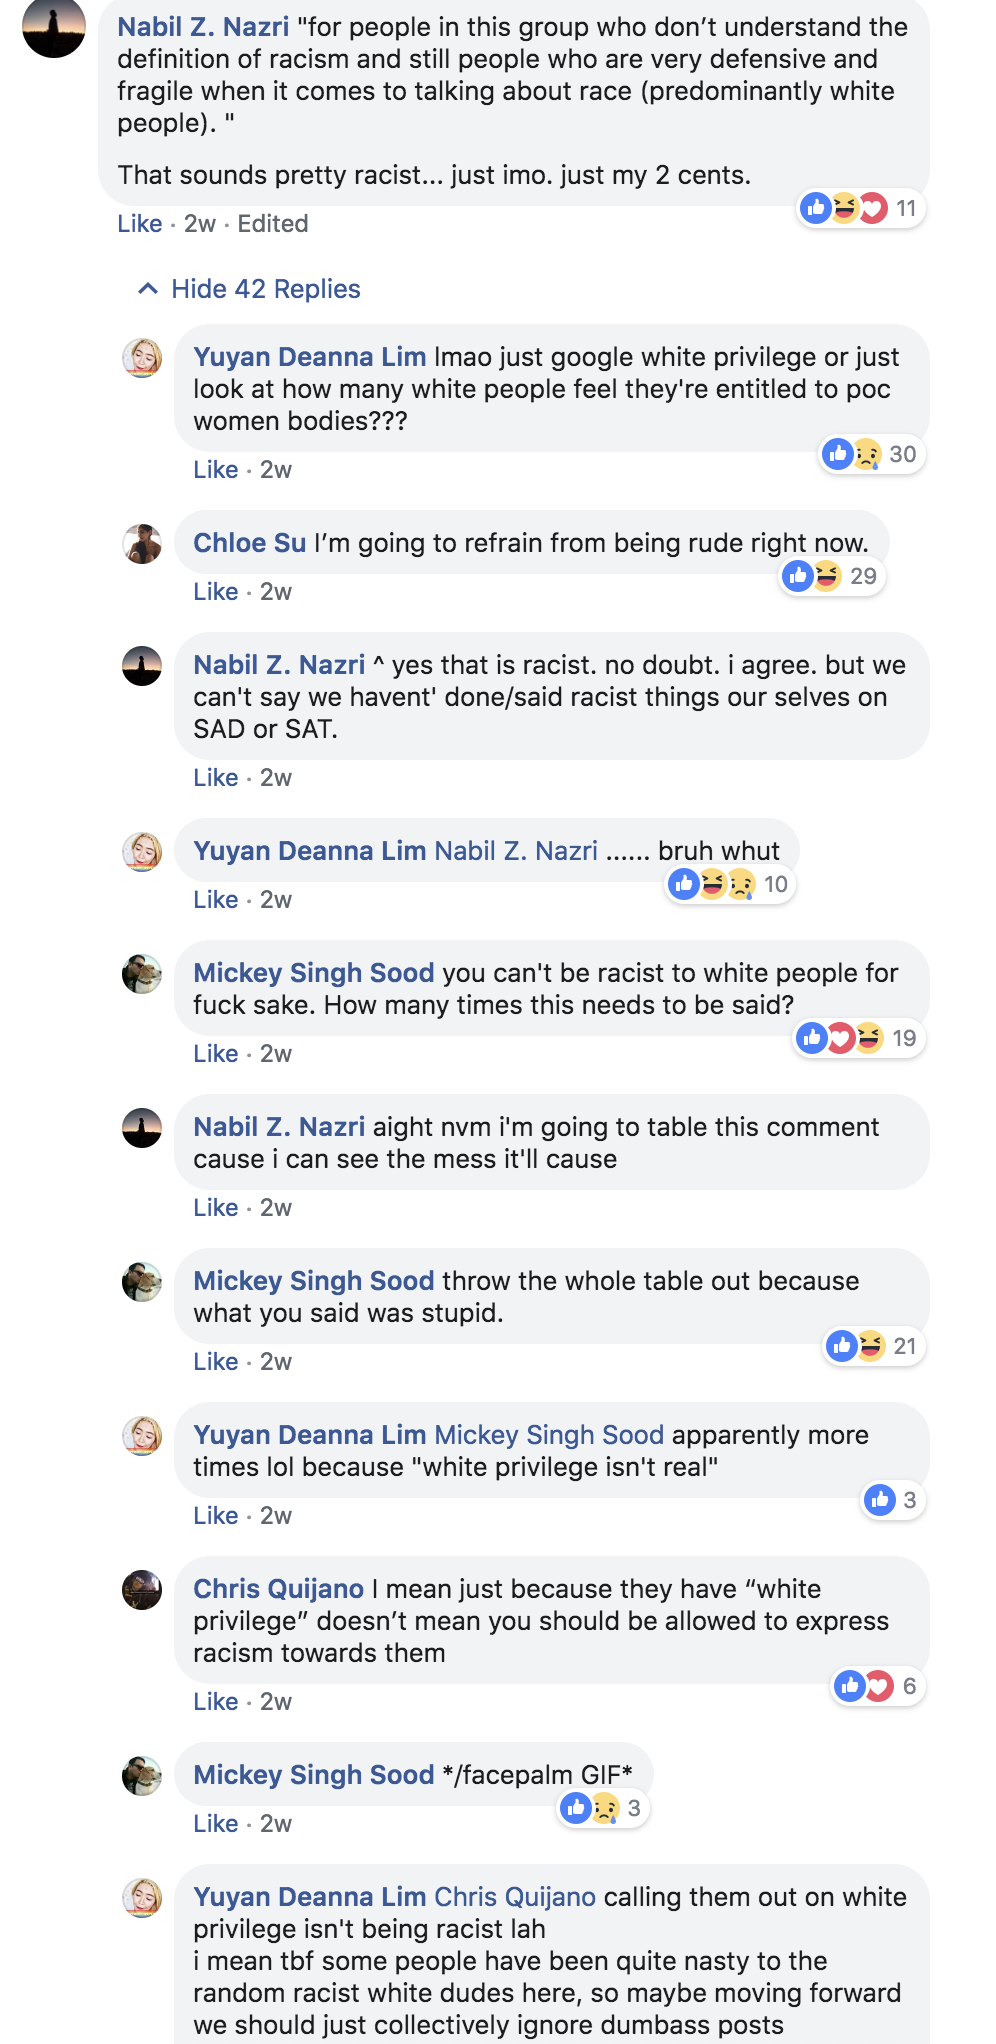 Nabil Z. Nazri "for people in this group who don’t understand the
definition of racism and still people who are very defensive and
fragile when it comes to talking about race (predominantly white
people). "
That sounds pretty racist... just imo. just my 2 cents.
Like · 2w · Edited
11
Hide 42 Replies
Yuyan Deanna Lim lmao just google white privilege or just
look at how many white people feel they're entitled to poc
women bodies???
30
Like · 2w
Chloe Su I’m going to refrain from being rude right now.
29
Like · 2w
Nabil Z. Nazri ^ yes that is racist. no doubt. i agree. but we
can't say we havent' done/said racist things our selves on
SAD or SAT.
Like · 2w
Yuyan Deanna Lim Nabil Z. Nazri ...... bruh whut
10
Like · 2w
Mickey Singh Sood you can't be racist to white people for
fuck sake. How many times this needs to be said?
19
Like · 2w
Nabil Z. Nazri aight nvm i'm going to table this comment
cause i can see the mess it'll cause
Like · 2w
Mickey Singh Sood throw the whole table out because
what you said was stupid.
21
Like · 2w
Yuyan Deanna Lim Mickey Singh Sood apparently more
times lol because "white privilege isn't real"
3
Like · 2w
Chris Quijano I mean just because they have “white
privilege” doesn’t mean you should be allowed to express
racism towards them
6
Like · 2w
Mickey Singh Sood */facepalm GIF*
3
Like · 2w
Yuyan Deanna Lim Chris Quijano calling them out on white
privilege isn't being racist lah
i mean tbf some people have been quite nasty to the
random racist white dudes here, so maybe moving forward
we should just collectively ignore dumbass posts